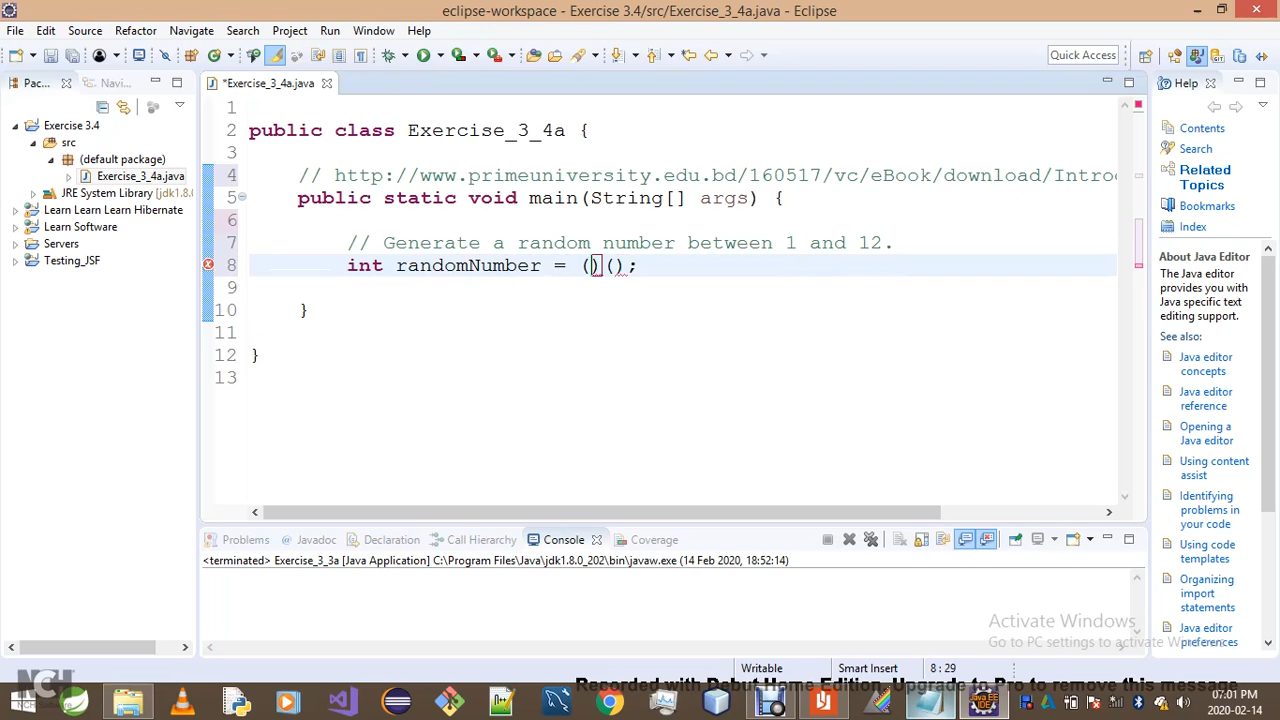 eclipse-workspace - Exercise 3.4/src/Exercise_3_4a.java - Eclipse
File Edit Source Refactor Navigate Search Project Run Window Help
Quick Access
Pac...
Navi...
*Exercise_3_4a.java
Help
Exercise 3.4
src
(default package)
Exercise_3_4a.java
JRE System Library [jdk1.8.0
Learn Learn Learn Hibernate
Learn Software
Servers
Testing_JSF
1
2 public class Exercise_3_4a {
3
4 // http://www.primeuniversity.edu.bd/160517/vc/eBook/download/Intro
5 public static void main(String[] args) {
6
7 // Generate a random number between 1 and 12.
8 int randomNumber = ()();
9
10 }
11
12 }
13
Contents
Search
Related
Topics
Bookmarks
Index
About Java Editor
The Java editor
provides you with
Java specific text
editing support.
See also:
Java editor
concepts
Java editor
reference
Opening a
Java editor
Using content
assist
Identifying
problems in
your code
Using code
templates
Organizing
import
statements
Java editor
preferences
Problems Javadoc Declaration Call Hierarchy Console Coverage
<terminated> Exercise_3_3a [Java Application] C:\Program Files\Java\jdk1.8.0_202\bin\javaw.exe (14 Feb 2020, 18:52:14)
Activate Windows
Go to PC settings to activate Windows.
Writable Smart Insert 8 : 29
Recorded with Debut Home Edition. Upgrade to Pro to remove this message
NCH
07:01 PM
2020-02-14